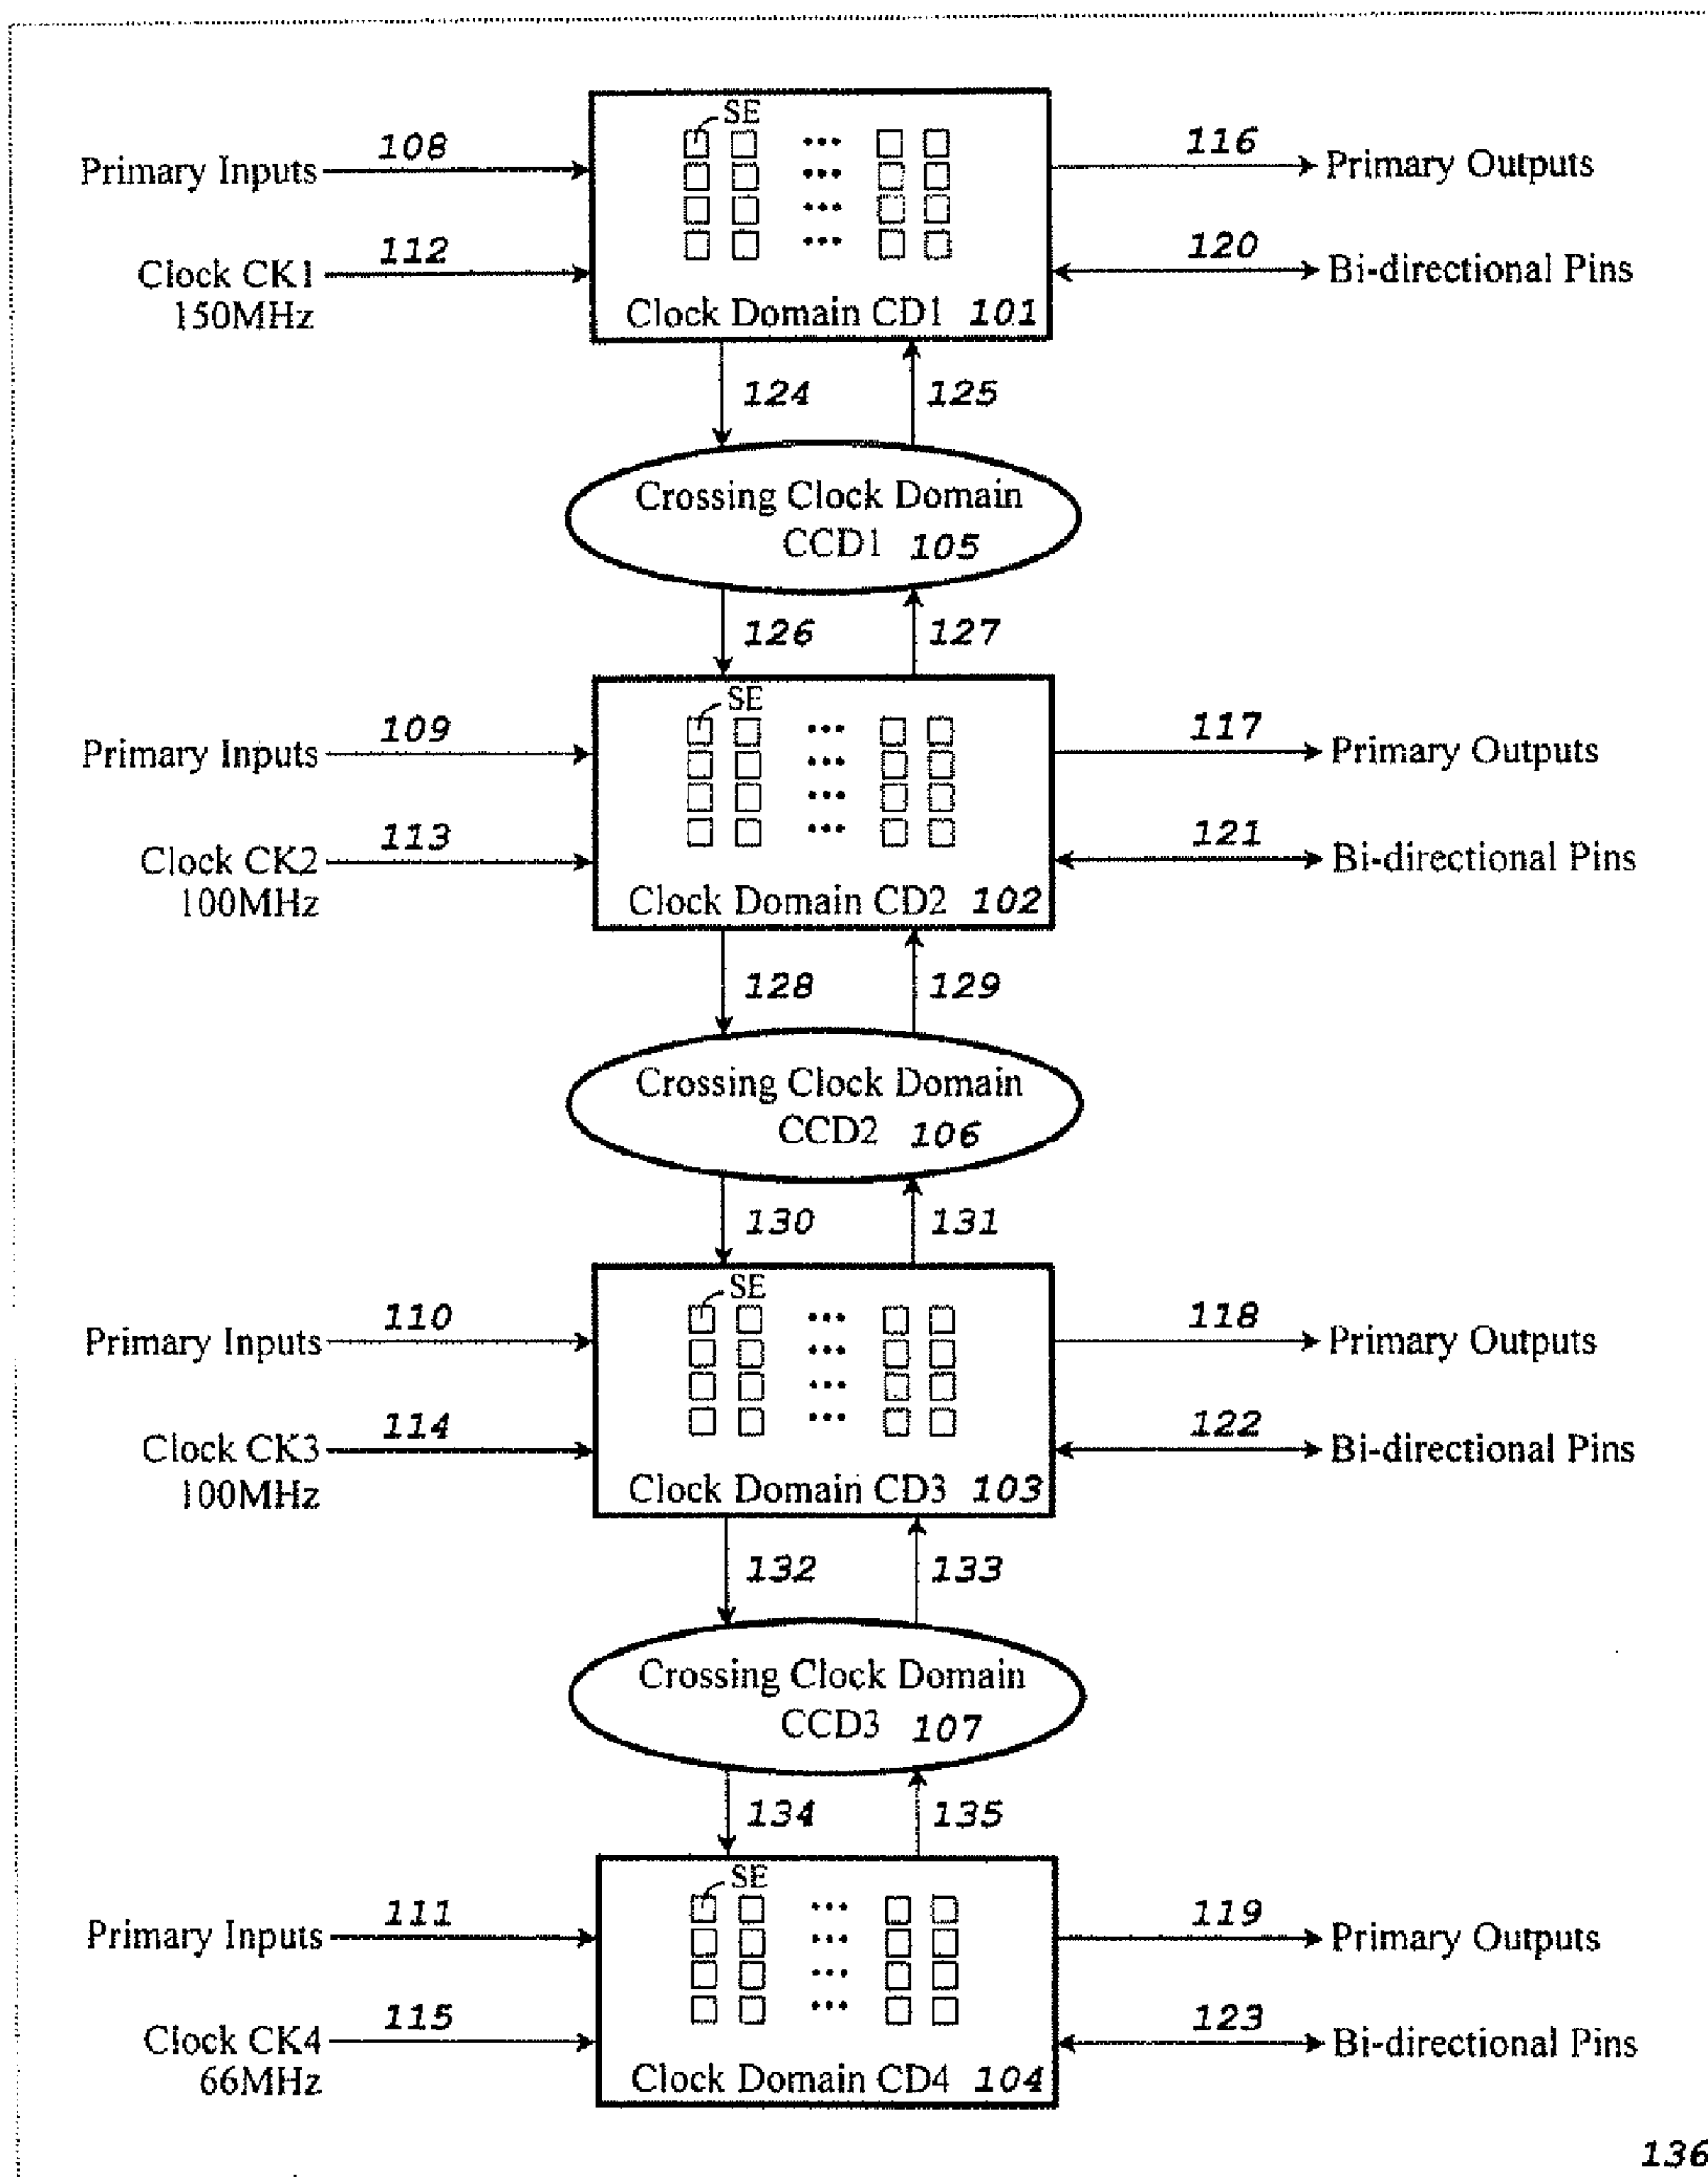 SE
108
116
Primary Inputs
Primary Outputs
112
120
Clock CK1
150MHz
Bi-directional Pins
Clock Domain CD1 101
124
125
Crossing Clock Domain
CCD1 105
126
127
SE
109
117
Primary Inputs
Primary Outputs
113
121
Clock CK2
100MHz
Bi-directional Pins
Clock Domain CD2 102
128
129
Crossing Clock Domain
CCD2 106
130
131
SE
110
118
Primary Inputs
Primary Outputs
114
122
Clock CK3
100MHz
Bi-directional Pins
Clock Domain CD3 103
132
133
Crossing Clock Domain
CCD3 107
134
135
SE
111
119
Primary Inputs
Primary Outputs
115
123
Clock CK4
66MHz
Bi-directional Pins
Clock Domain CD4 104
136